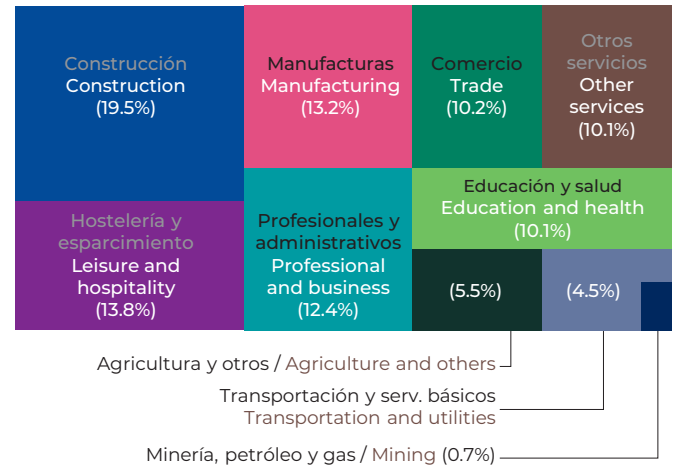 Construcción
Construction
(19.5%)
Manufacturas
Manufacturing
(13.2%)
Comercio
Trade
(10.2%)
Otros
servicios
Other
services
(10.1%)
Hostelería y
esparcimiento
Leisure and
hospitality
(13.8%)
Profesionales y
administrativos
Professional
and business
(12.4%)
Educación y salud
Education and health
(10.1%)
(5.5%)
(4.5%)
Agricultura y otros / Agriculture and others
Transportación y serv. básicos
Transportation and utilities
Minería, petróleo y gas / Mining (0.7%)